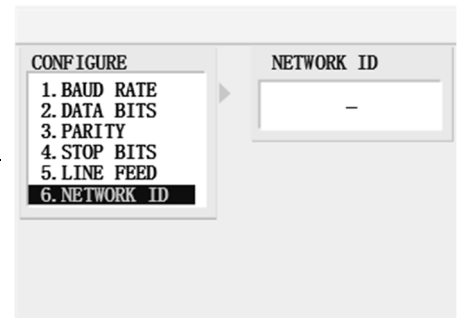 CONFIGURE
1. BAUD RATE
2. DATA BITS
3. PARITY
4. STOP BITS
5. LINE FEED
6. NETWORK ID
NETWORK ID
–